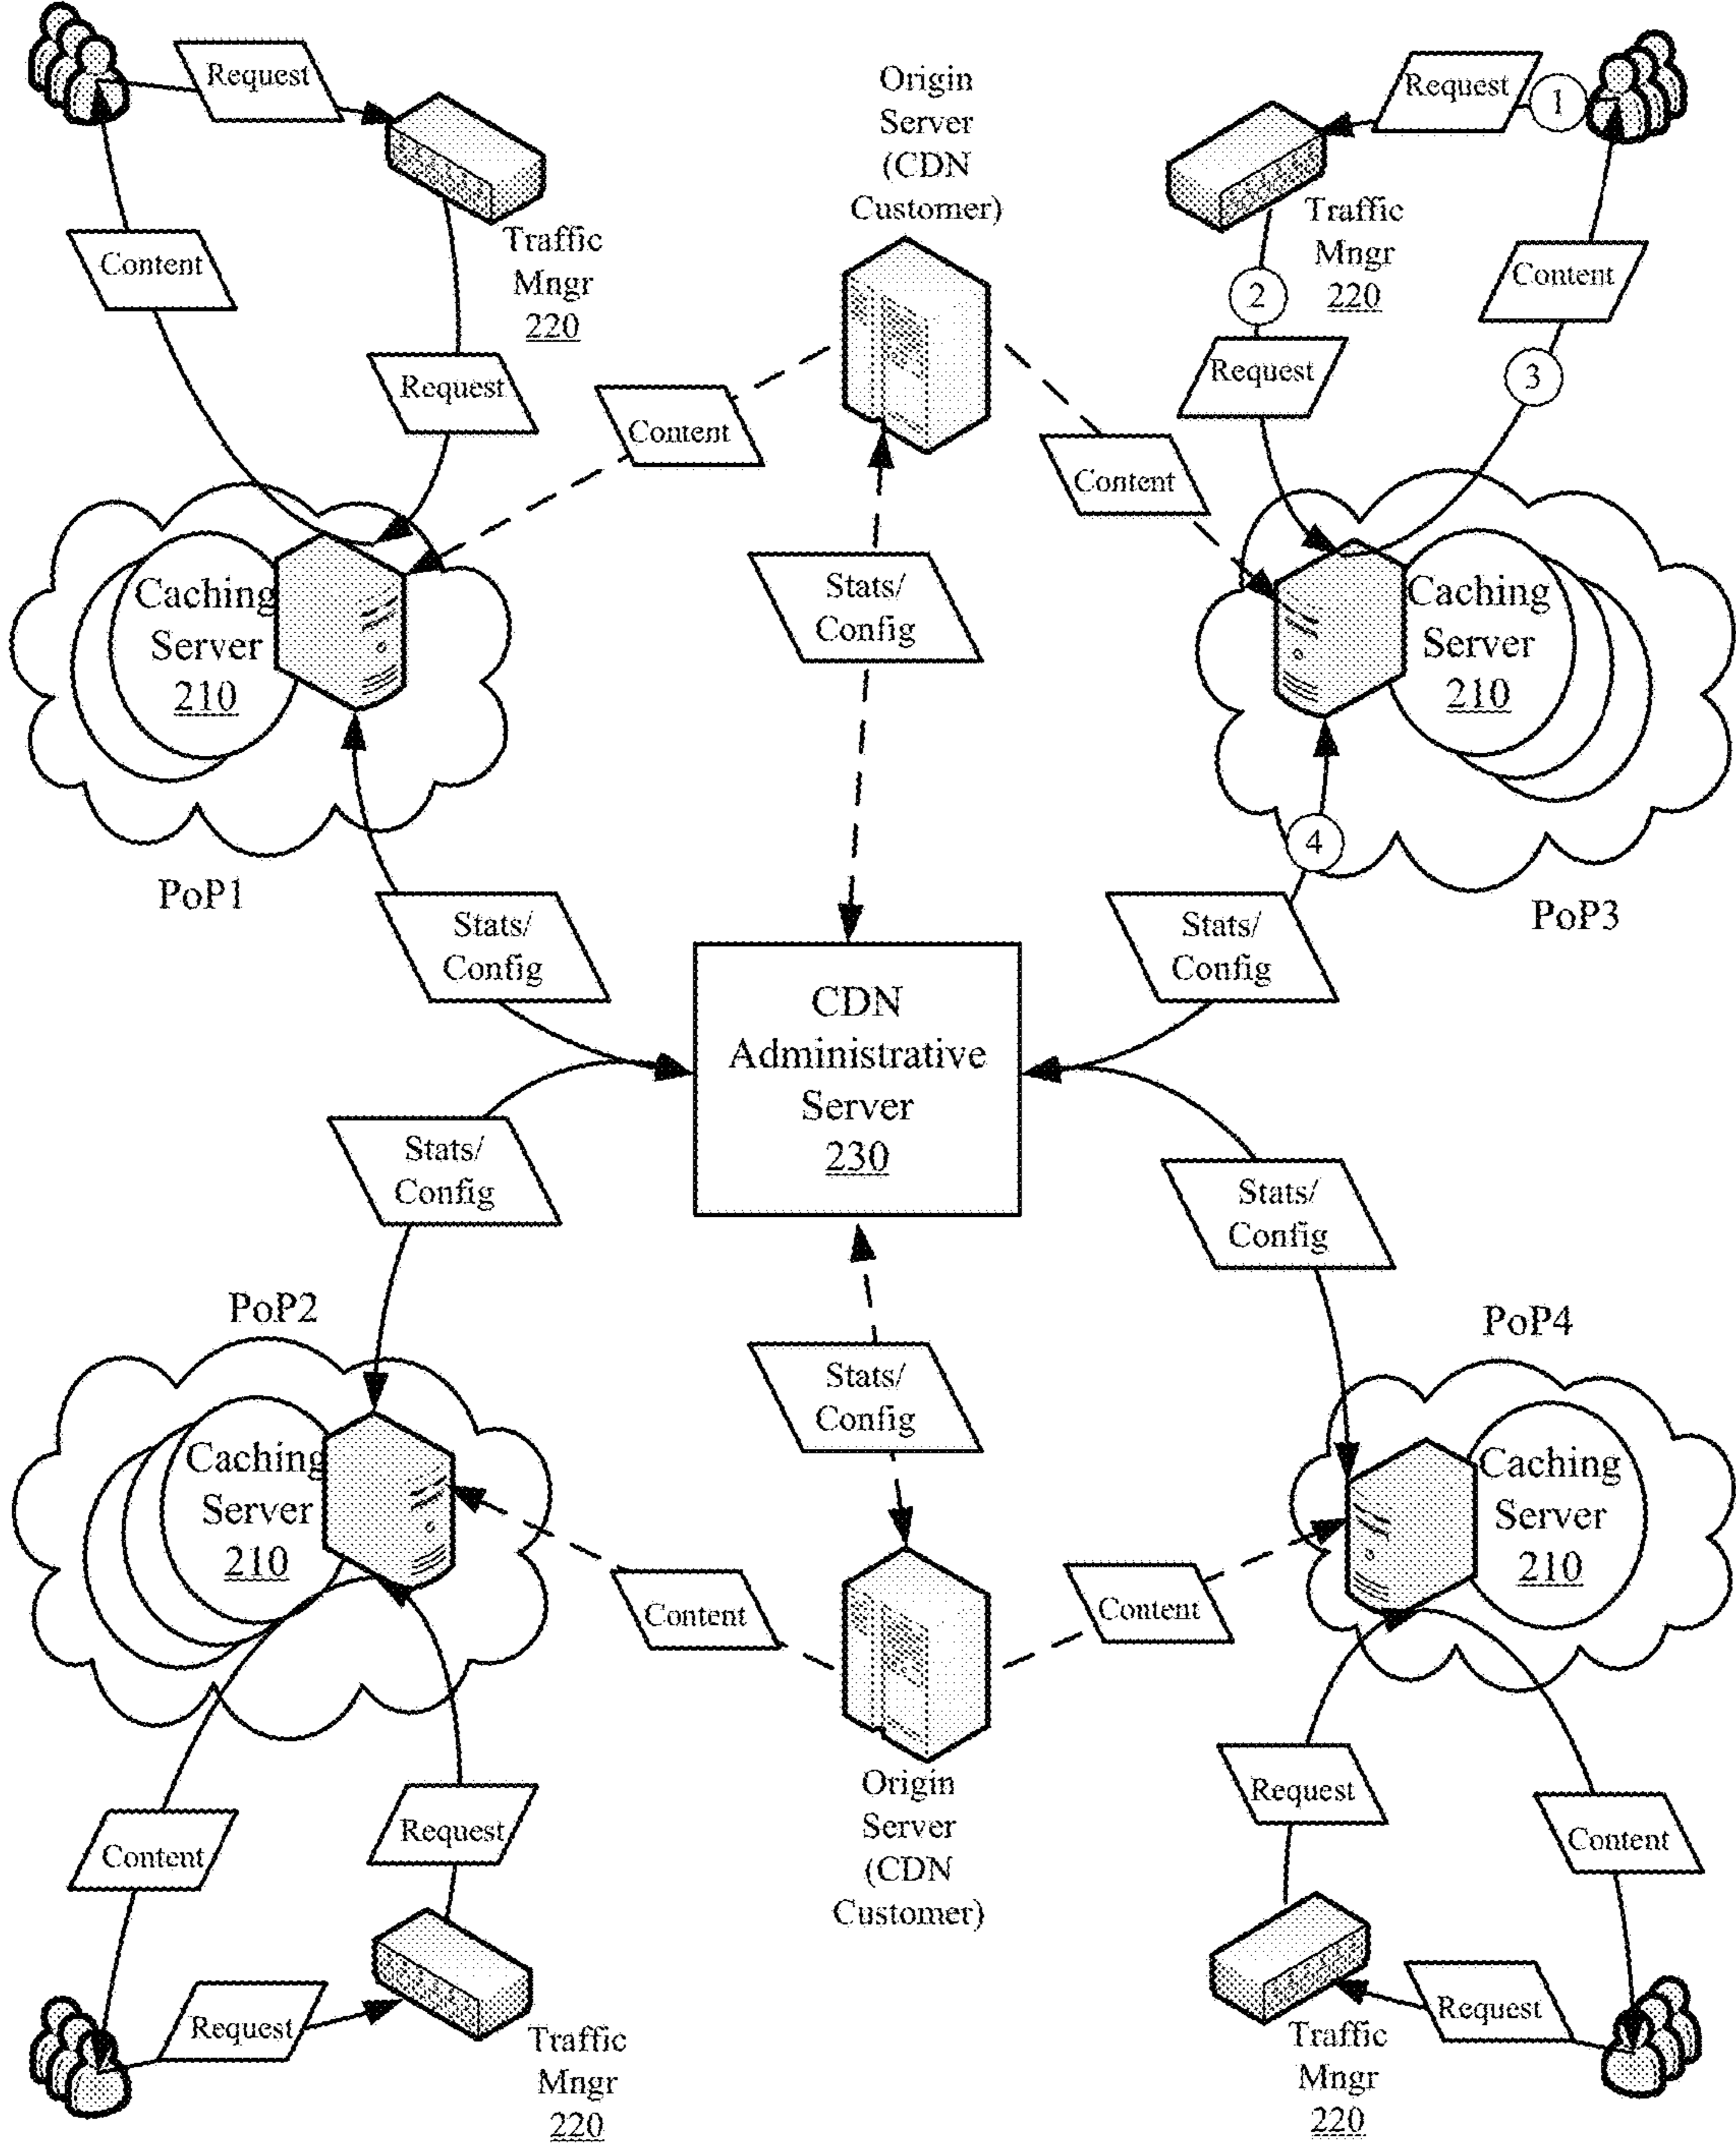 Request
Origin
Server
(CDN
Customer)
Request
1
Traffic
Mngr
220
Traffic
Mngr
220
Content
Content
2
Request
Request
3
Content
Content
Caching
Server
210
Stats/
Config
Caching
Server
210
4
PoP1
PoP3
Stats/
Config
Stats/
Config
CDN
Administrative
Server
230
Stats/
Config
Stats/
Config
PoP2
PoP4
Stats/
Config
Caching
Server
210
Caching
Server
210
Content
Content
Origin
Server
(CDN
Customer)
Request
Request
Content
Content
Request
Request
Traffic
Mngr
220
Traffic
Mngr
220